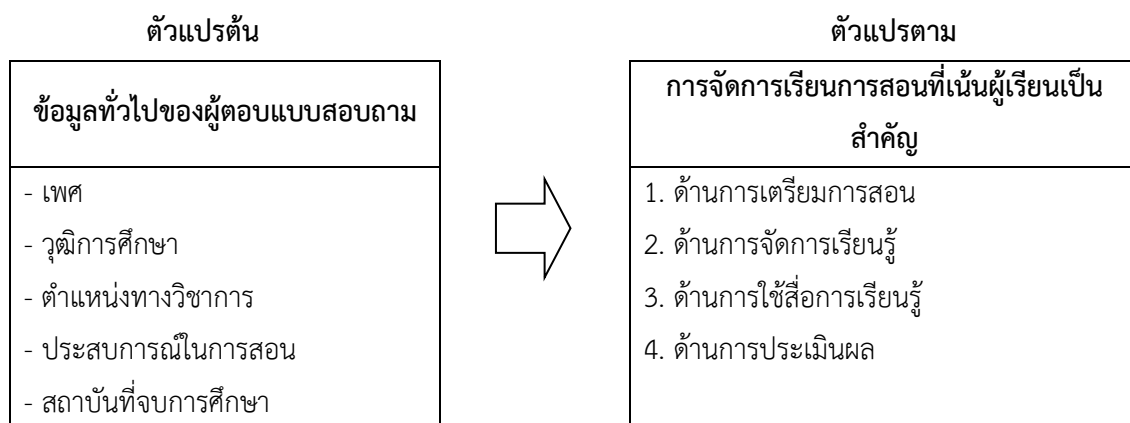 ตัวแปรต้น
ข้อมูลทั่วไปของผู้ตอบแบบสอบถาม
- เพศ
- วุฒิการศึกษา
- ตำแหน่งทางวิชาการ
- ประสบการณ์ในการสอน
- สถาบันที่จบการศึกษา
ตัวแปรตาม
การจัดการเรียนการสอนที่เน้นผู้เรียนเป็น
สำคัญ
1. ด้านการเตรียมการสอน
2. ด้านการจัดการเรียนรู้
3. ด้านการใช้สื่อการเรียนรู้
4. ด้านการประเมินผล